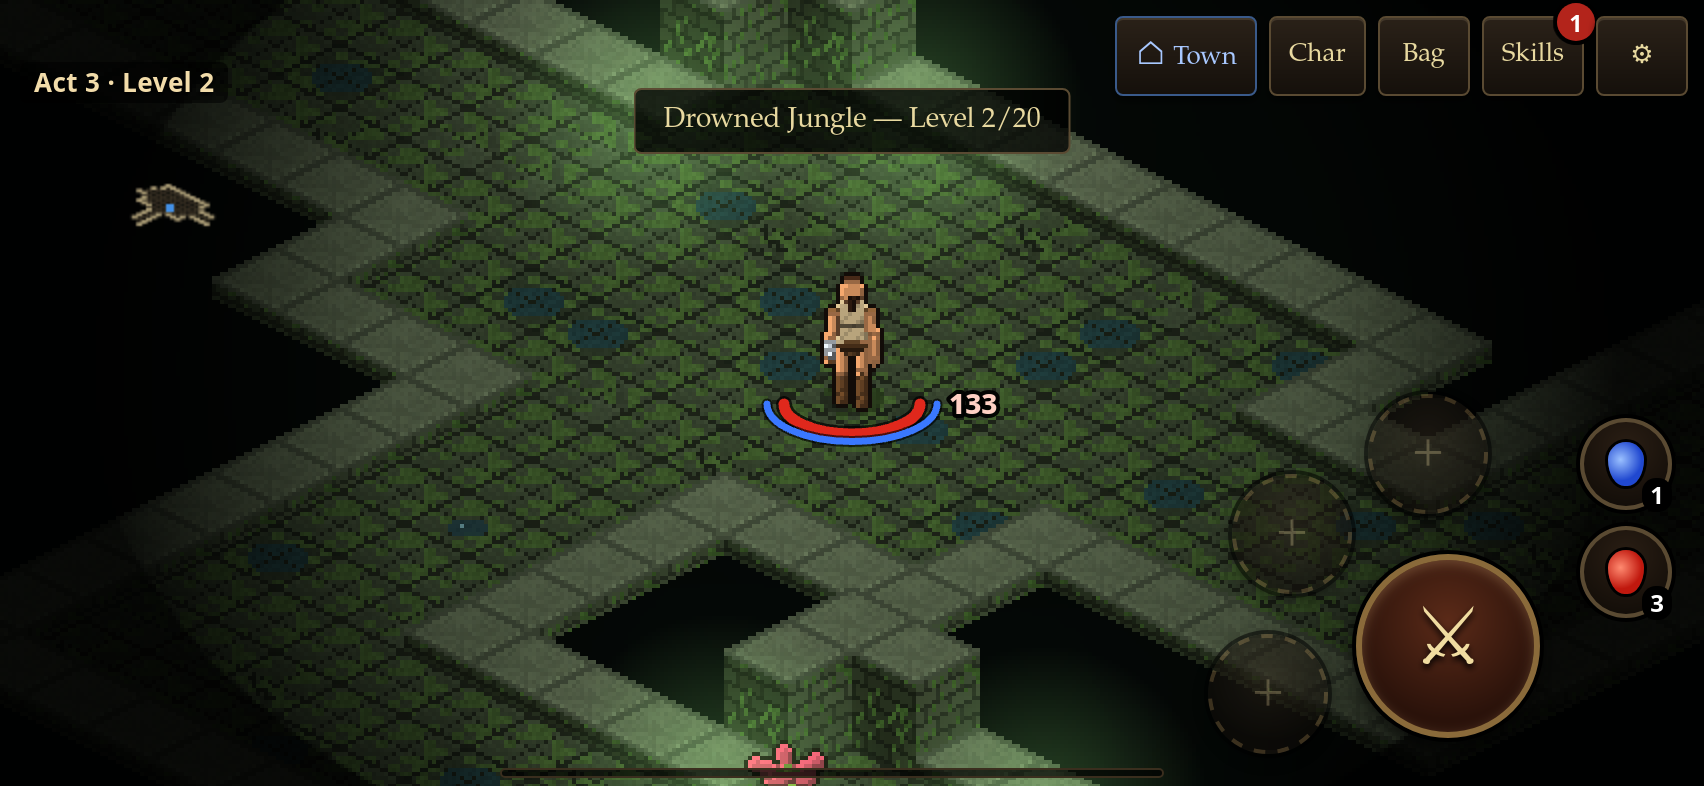 Act 3 · Level 2
Town
Char
Bag
Skills
1
Drowned Jungle — Level 2/20
133
1
3